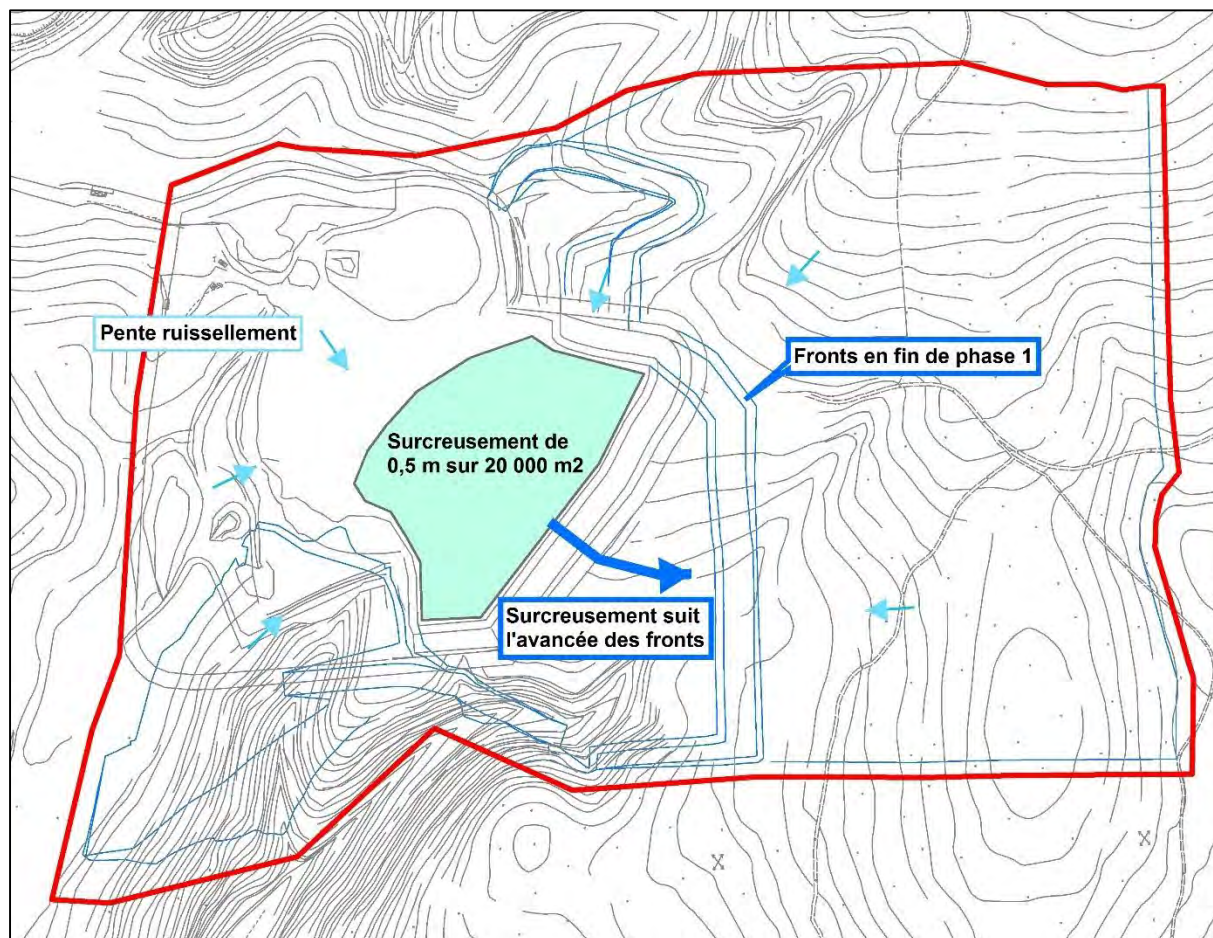 Pente ruissellement
Fronts en fin de phase 1
Surcreusement de
0,5 m sur 20 000 m2
Surcreusement suit
l'avancée des fronts
X
X